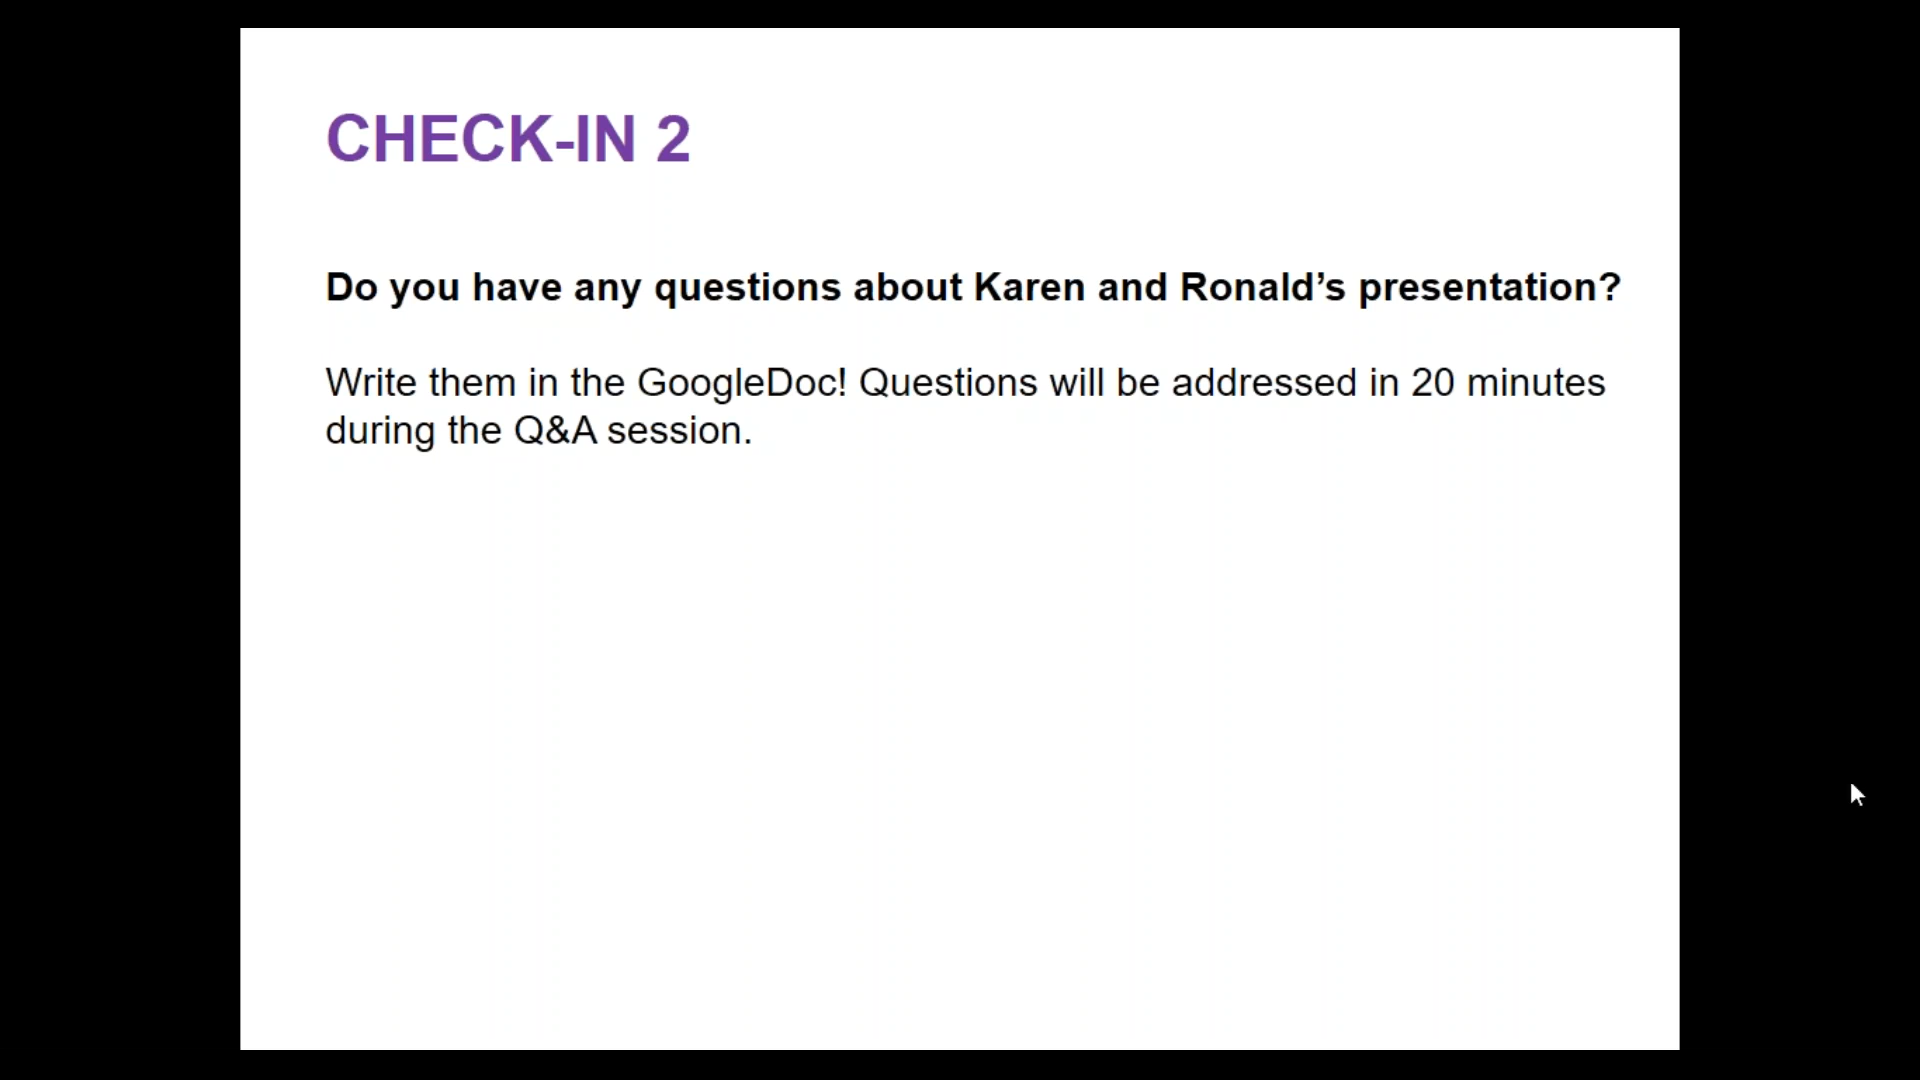 CHECK-IN 2
Do you have any questions about Karen and Ronald’s presentation?
Write them in the GoogleDoc! Questions will be addressed in 20 minutes
during the Q&A session.